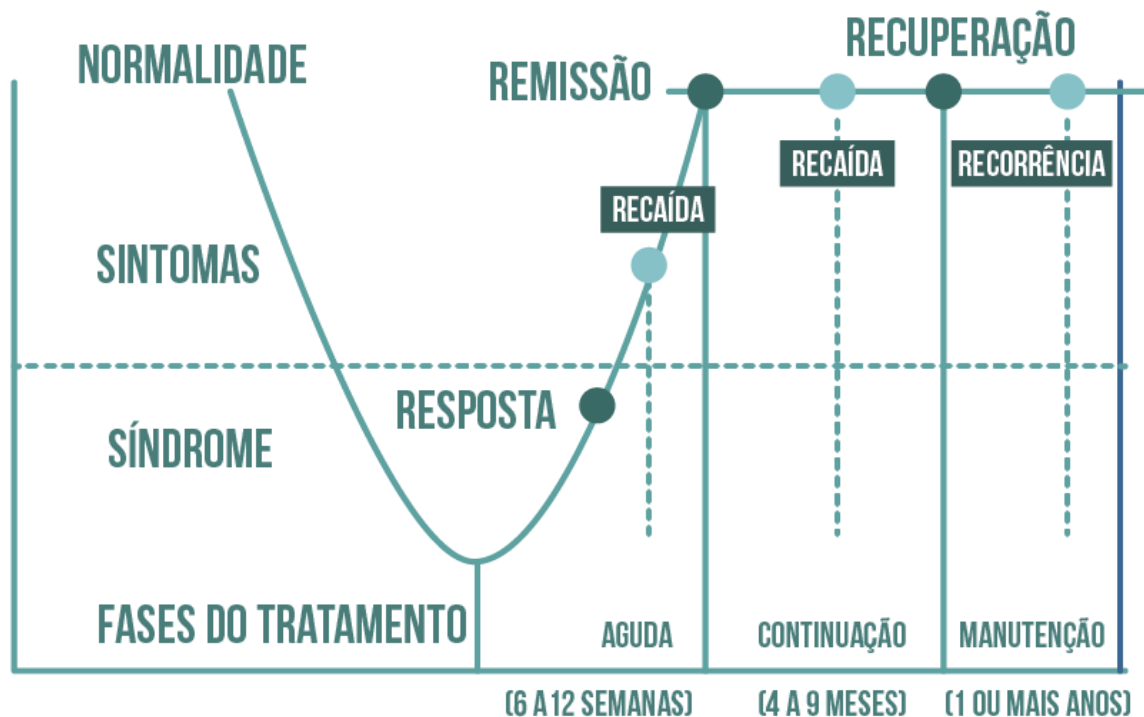 NORMALIDADE
REMISSÃO
RECUPERAÇÃO
RECAÍDA
RECORRÊNCIA
RECAÍDA
SINTOMAS
RESPOSTA
SÍNDROME
FASES DO TRATAMENTO
AGUDA
CONTINUAÇÃO
MANUTENÇÃO
(6 A 12 SEMANAS)
(4 A 9 MESES)
(1 OU MAIS ANOS)